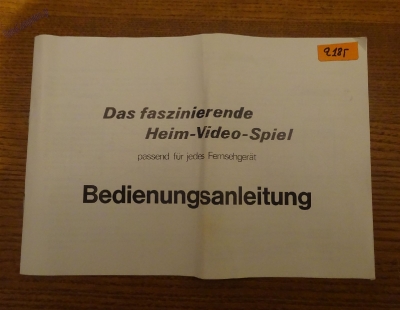 Das faszinierende
Heim-Video-Spiel
passend für jedes Fernsehgerät
Bedienungsanleitung